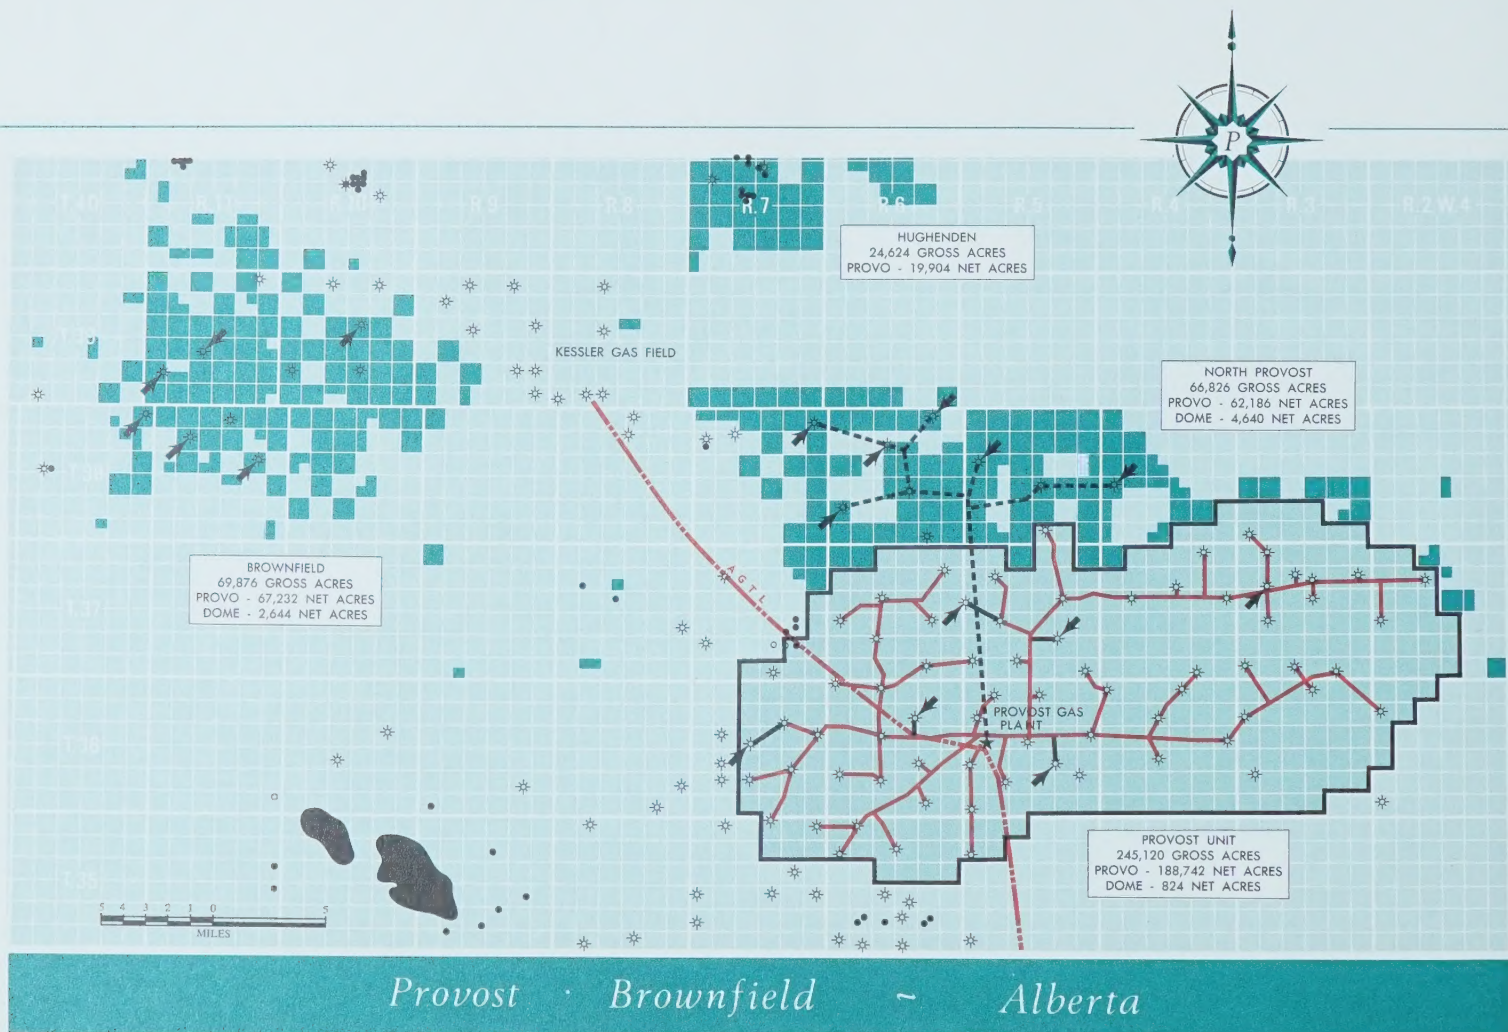 P
40
R.10
R.9
R.8
R.7
R.6
R.5
R.4
R.3
R.2 W.4
HUGHENDEN
24,624 GROSS ACRES
PROVO - 19,904 NET ACRES
KESSLER GAS FIELD
NORTH PROVOST
66,826 GROSS ACRES
PROVO - 62,186 NET ACRES
DOME - 4,640 NET ACRES
BROWNFIELD
69,876 GROSS ACRES
PROVO - 67,232 NET ACRES
DOME - 2,644 NET ACRES
AGTL
PROVOST GAS
PLANT
PROVOST UNIT
245,120 GROSS ACRES
PROVO - 188,742 NET ACRES
DOME - 824 NET ACRES
5 4 3 2 1 0 5
MILES
Provost · Brownfield ~ Alberta